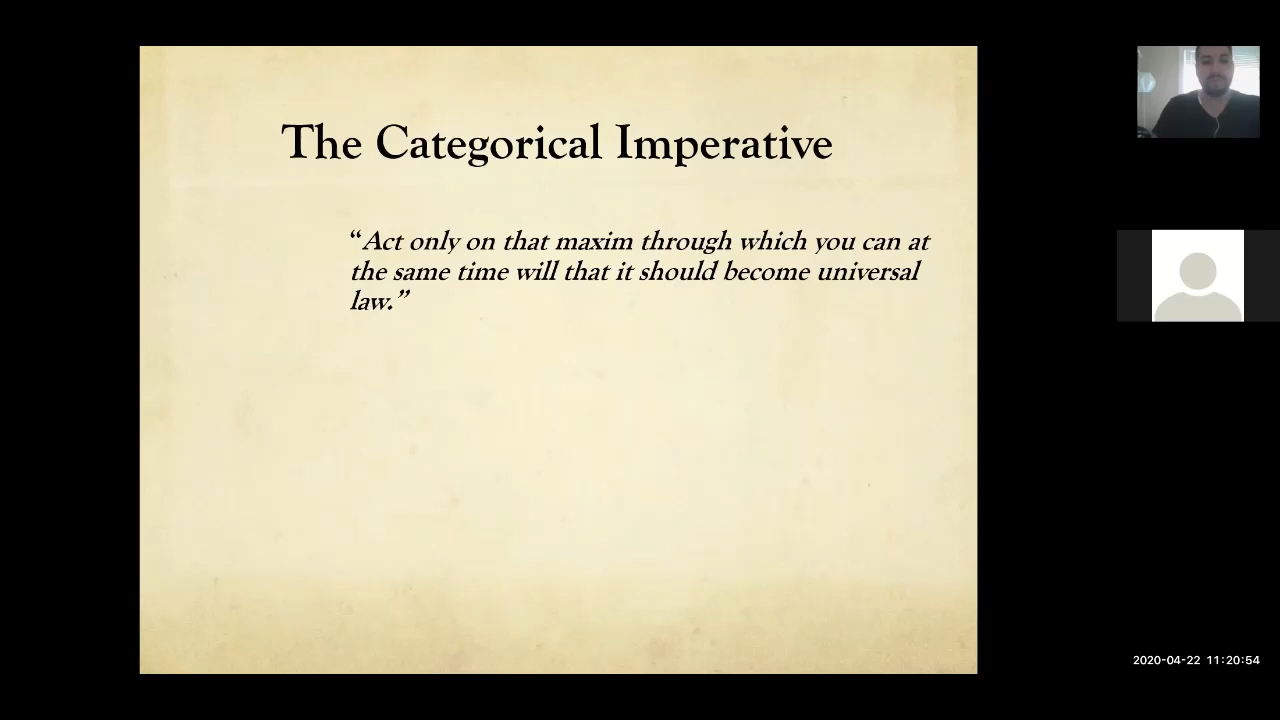 The Categorical Imperative
“Act only on that maxim through which you can at
the same time will that it should become universal
law.”
2020-04-22 11:20:54